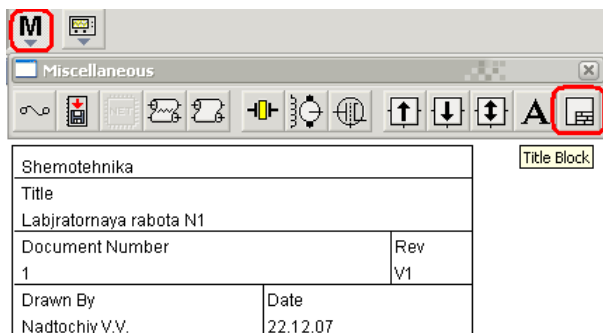 M
Miscellaneous
NET
A
Title Block
Shemotehnika
Title
Labjratornaya rabota N1
Document Number
Rev
1
V1
Drawn By
Date
Nadtochiy V.V.
22.12.07